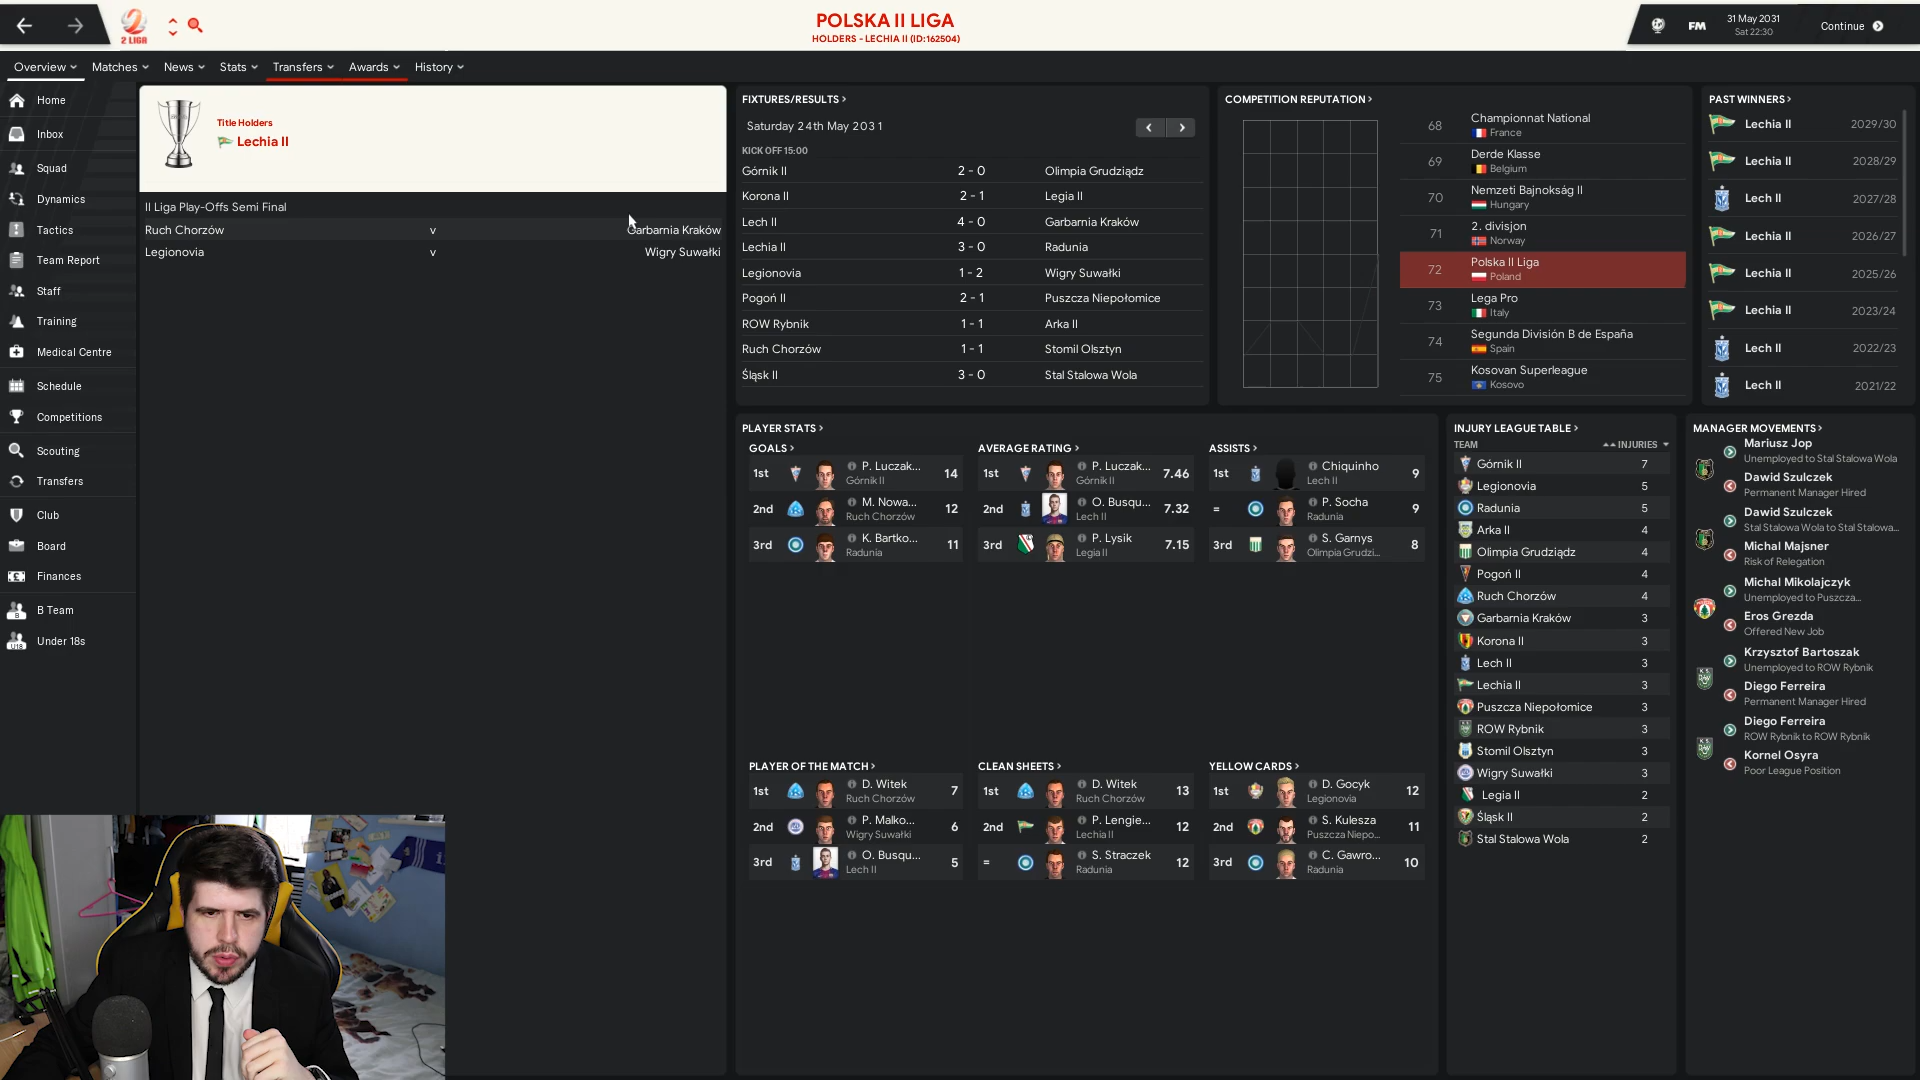 2 LIGA
POLSKA II LIGA
HOLDERS - LECHIA II (ID:162504)
FM
31 May 2031
Sat 22:30
Continue
Overview
Matches
News
Stats
Transfers
Awards
History
Home
Inbox
Squad
Dynamics
Tactics
Team Report
Staff
Training
Medical Centre
Schedule
Competitions
Scouting
Transfers
Club
Board
Finances
B Team
Under 18s
Title Holders
Lechia II
II Liga Play-Offs Semi Final
Ruch Chorzów v Garbarnia Kraków
Legionovia v Wigry Suwałki
FIXTURES/RESULTS >
Saturday 24th May 2031
KICK OFF 15:00
Górnik II 2 - 0 Olimpia Grudziądz
Korona II 2 - 1 Legia II
Lech II 4 - 0 Garbarnia Kraków
Lechia II 3 - 0 Radunia
Legionovia 1 - 2 Wigry Suwałki
Pogoń II 2 - 1 Puszcza Niepołomice
ROW Rybnik 1 - 1 Arka II
Ruch Chorzów 1 - 1 Stomil Olsztyn
Śląsk II 3 - 0 Stal Stalowa Wola
COMPETITION REPUTATION >
68 Championnat National
France
69 Derde Klasse
Belgium
70 Nemzeti Bajnokság II
Hungary
71 2. divisjon
Norway
72 Polska II Liga
Poland
73 Lega Pro
Italy
74 Segunda División B de España
Spain
75 Kosovan Superleague
Kosovo
PAST WINNERS >
Lechia II 2029/30
Lechia II 2028/29
Lech II 2027/28
Lechia II 2026/27
Lechia II 2025/26
Lechia II 2023/24
Lech II 2022/23
Lech II 2021/22
PLAYER STATS >
GOALS >
1st P. Luczak... 14
Górnik II
2nd M. Nowa... 12
Ruch Chorzów
3rd K. Bartko... 11
Radunia
AVERAGE RATING >
1st P. Luczak... 7.46
Górnik II
2nd O. Busqu... 7.32
Lech II
3rd P. Lysik 7.15
Legia II
ASSISTS >
1st Chiquinho 9
Lech II
= P. Socha 9
Radunia
3rd S. Garnys 8
Olimpia Grudzi...
PLAYER OF THE MATCH >
1st D. Witek 7
Ruch Chorzów
2nd P. Malko... 6
Wigry Suwałki
3rd O. Busqu... 5
Lech II
CLEAN SHEETS >
1st D. Witek 13
Ruch Chorzów
2nd P. Lengie... 12
Lechia II
= S. Straczek 12
Radunia
YELLOW CARDS >
1st D. Gocyk 12
Legionovia
2nd S. Kulesza 11
Puszcza Niepo...
3rd C. Gawro... 10
Radunia
INJURY LEAGUE TABLE >
TEAM INJURIES
Górnik II 7
Legionovia 5
Radunia 5
Arka II 4
Olimpia Grudziądz 4
Pogoń II 4
Ruch Chorzów 4
Garbarnia Kraków 3
Korona II 3
Lech II 3
Lechia II 3
Puszcza Niepołomice 3
ROW Rybnik 3
Stomil Olsztyn 3
Wigry Suwałki 3
Legia II 2
Śląsk II 2
Stal Stalowa Wola 2
MANAGER MOVEMENTS >
Mariusz Jop
Unemployed to Stal Stalowa Wola
Dawid Szulczek
Permanent Manager Hired
Dawid Szulczek
Stal Stalowa Wola to Stal Stalowa...
Michal Majsner
Risk of Relegation
Michal Mikolajczyk
Unemployed to Puszcza...
Eros Grezda
Offered New Job
Krzysztof Bartoszak
Unemployed to ROW Rybnik
Diego Ferreira
Permanent Manager Hired
Diego Ferreira
ROW Rybnik to ROW Rybnik
Kornel Osyra
Poor League Position